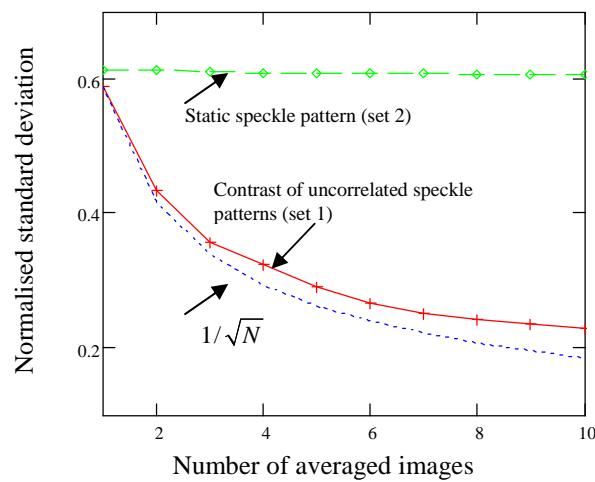 Normalised standard deviation
0.6
0.4
0.2
Static speckle pattern (set 2)
Contrast of uncorrelated speckle
patterns (set 1)
1/√N
2
4
6
8
10
Number of averaged images